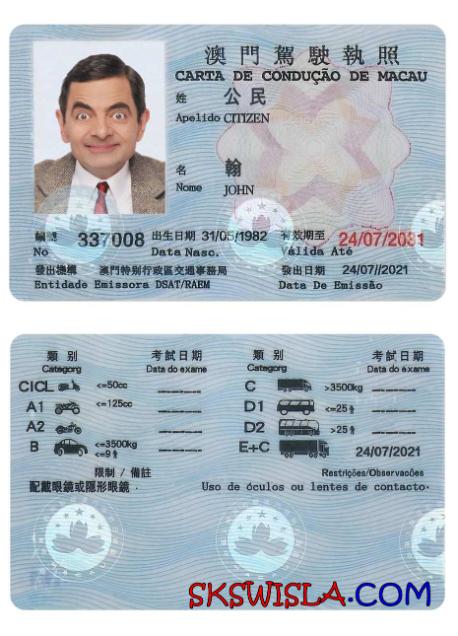 澳門駕駛執照
CARTA DE CONDUÇÃO DE MACAU
姓 公民
Apelido CITIZEN
名 翰
Nome JOHN
編號 337008 出生日期 31/05/1982 有效期至 24/07/2031
No Data Nasc. Válida Até
發出機構 澳門特別行政區交通事務局 發出日期 24/07//2021
Entidade Emissora DSAT/RAEM Data De Emissão
類別 考試日期 類別 考試日期
Categorg Data do éxame Categorg Data do éxame
CICL <=50cc ------ C >3500kg ------
A1 <=125cc ------ D1 <=25 ------
A2 ------ D2 >25 ------
B <=3500kg <=9 ------ E+C 24/07/2021
限制 / 備註 Restrições/Observacões
配戴眼鏡或隱形眼鏡 · Uso de óculos ou lentes de contacto·
SKSWISLA.COM